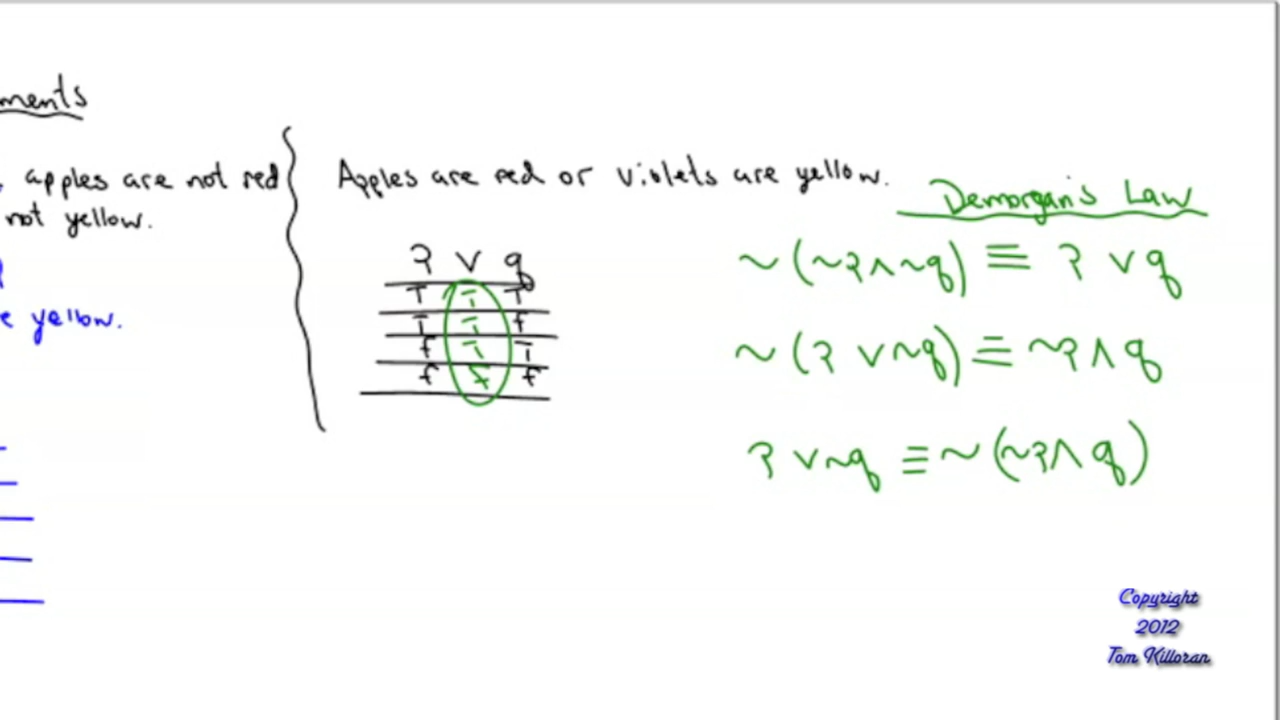 ments
, apples are not red
not yellow.
e yellow.
Apples are red or violets are yellow.
p v q
T T T
T T f
f T T
f f f
Demorgan's Law
~(~p∧~q) ≡ p v q
~(p v ~q) ≡ ~p ∧ q
p v ~q ≡ ~(~p ∧ q)
Copyright
2012
Tom Killoran